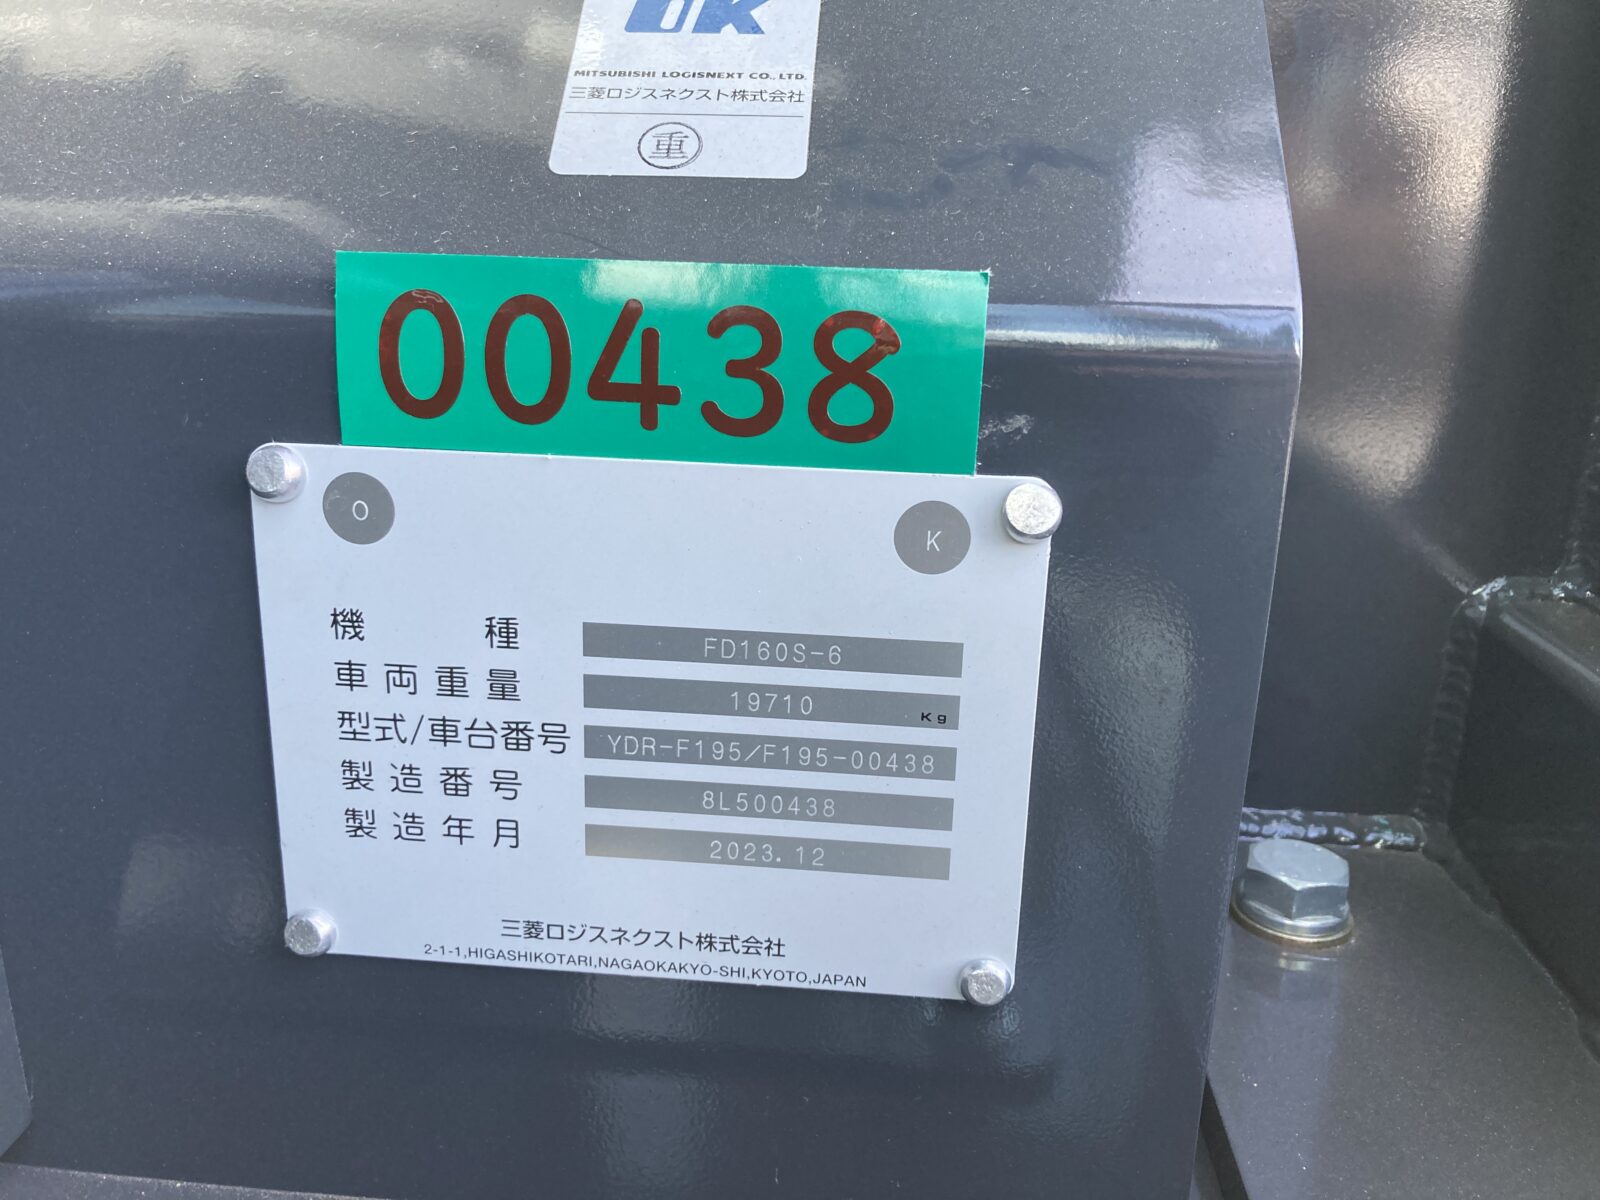 OK
MITSUBISHI LOGISNEXT CO., LTD.
三菱ロジスネクスト株式会社
重
00438
O K
機種 FD160S-6
車両重量 19710 Kg
型式/車台番号 YDR-F195/F195-00438
製造番号 8L500438
製造年月 2023.12
三菱ロジスネクスト株式会社
2-1-1,HIGASHIKOTARI,NAGAOKAKYO-SHI,KYOTO,JAPAN